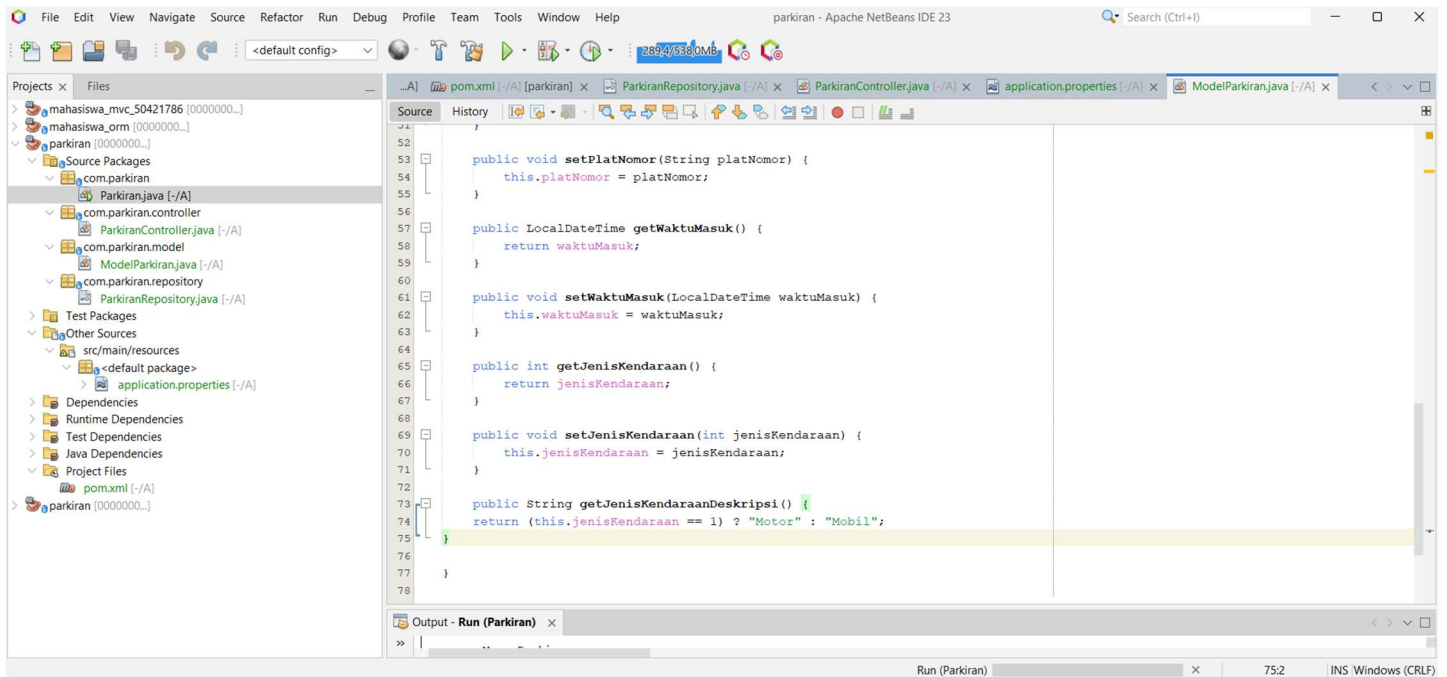 File Edit View Navigate Source Refactor Run Debug Profile Team Tools Window Help parkiran - Apache NetBeans IDE 23 Search (Ctrl+I)
<default config> 289,4/538,0MB
Projects Files
...A] pom.xml [-/A] [parkiran] ParkiranRepository.java [-/A] ParkiranController.java [-/A] application.properties [-/A] ModelParkiran.java [-/A]
Source History
mahasiswa_mvc_50421786 [0000000...]
mahasiswa_orm [0000000...]
parkiran [0000000...]
Source Packages
com.parkiran
Parkiran.java [-/A]
com.parkiran.controller
ParkiranController.java [-/A]
com.parkiran.model
ModelParkiran.java [-/A]
com.parkiran.repository
ParkiranRepository.java [-/A]
Test Packages
Other Sources
src/main/resources
<default package>
application.properties [-/A]
Dependencies
Runtime Dependencies
Test Dependencies
Java Dependencies
Project Files
pom.xml [-/A]
parkiran [0000000...]
51 }
52
53 public void setPlatNomor(String platNomor) {
54 this.platNomor = platNomor;
55 }
56
57 public LocalDateTime getWaktuMasuk() {
58 return waktuMasuk;
59 }
60
61 public void setWaktuMasuk(LocalDateTime waktuMasuk) {
62 this.waktuMasuk = waktuMasuk;
63 }
64
65 public int getJenisKendaraan() {
66 return jenisKendaraan;
67 }
68
69 public void setJenisKendaraan(int jenisKendaraan) {
70 this.jenisKendaraan = jenisKendaraan;
71 }
72
73 public String getJenisKendaraanDeskripsi() {
74 return (this.jenisKendaraan == 1) ? "Motor" : "Mobil";
75 }
76
77 }
78
Output - Run (Parkiran)
Run (Parkiran) 75:2 INS Windows (CRLF)